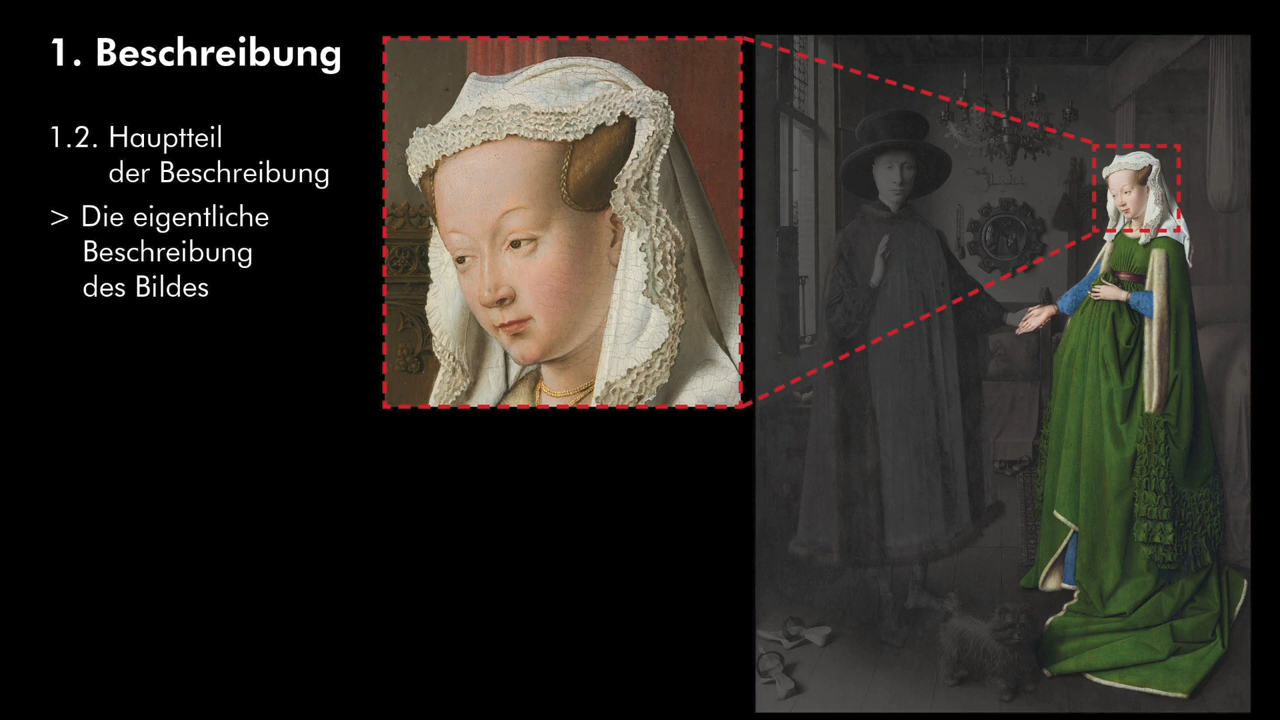 1. Beschreibung
1.2. Hauptteil
der Beschreibung
> Die eigentliche
Beschreibung
des Bildes